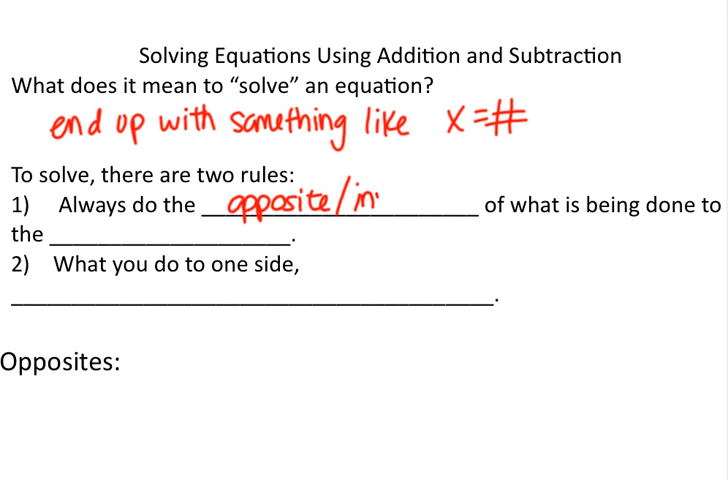 Solving Equations Using Addition and Subtraction
What does it mean to “solve” an equation?
end up with something like x = #
To solve, there are two rules:
1) Always do the opposite/in of what is being done to
the ____________________.
2) What you do to one side,
________________________________________.
Opposites: